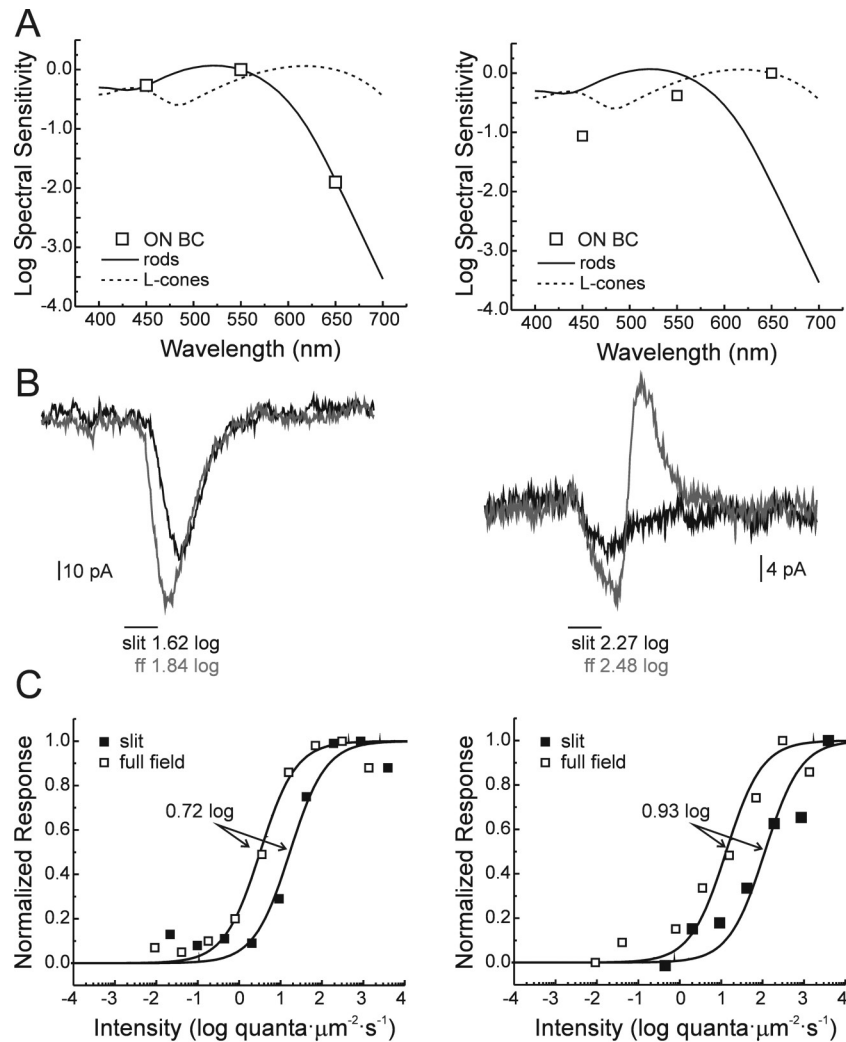 A
Log Spectral Sensitivity
0.0
-1.0
-2.0
-3.0
-4.0
ON BC
rods
L-cones
400 450 500 550 600 650 700
Wavelength (nm)
Log Spectral Sensitivity
0.0
-1.0
-2.0
-3.0
-4.0
ON BC
rods
L-cones
400 450 500 550 600 650 700
Wavelength (nm)
B
10 pA
slit 1.62 log
ff 1.84 log
4 pA
slit 2.27 log
ff 2.48 log
C
Normalized Response
1.0
0.8
0.6
0.4
0.2
0.0
slit
full field
0.72 log
-4 -3 -2 -1 0 1 2 3 4
Intensity (log quanta·μm⁻²·s⁻¹)
Normalized Response
1.0
0.8
0.6
0.4
0.2
0.0
slit
full field
0.93 log
-4 -3 -2 -1 0 1 2 3 4
Intensity (log quanta·μm⁻²·s⁻¹)